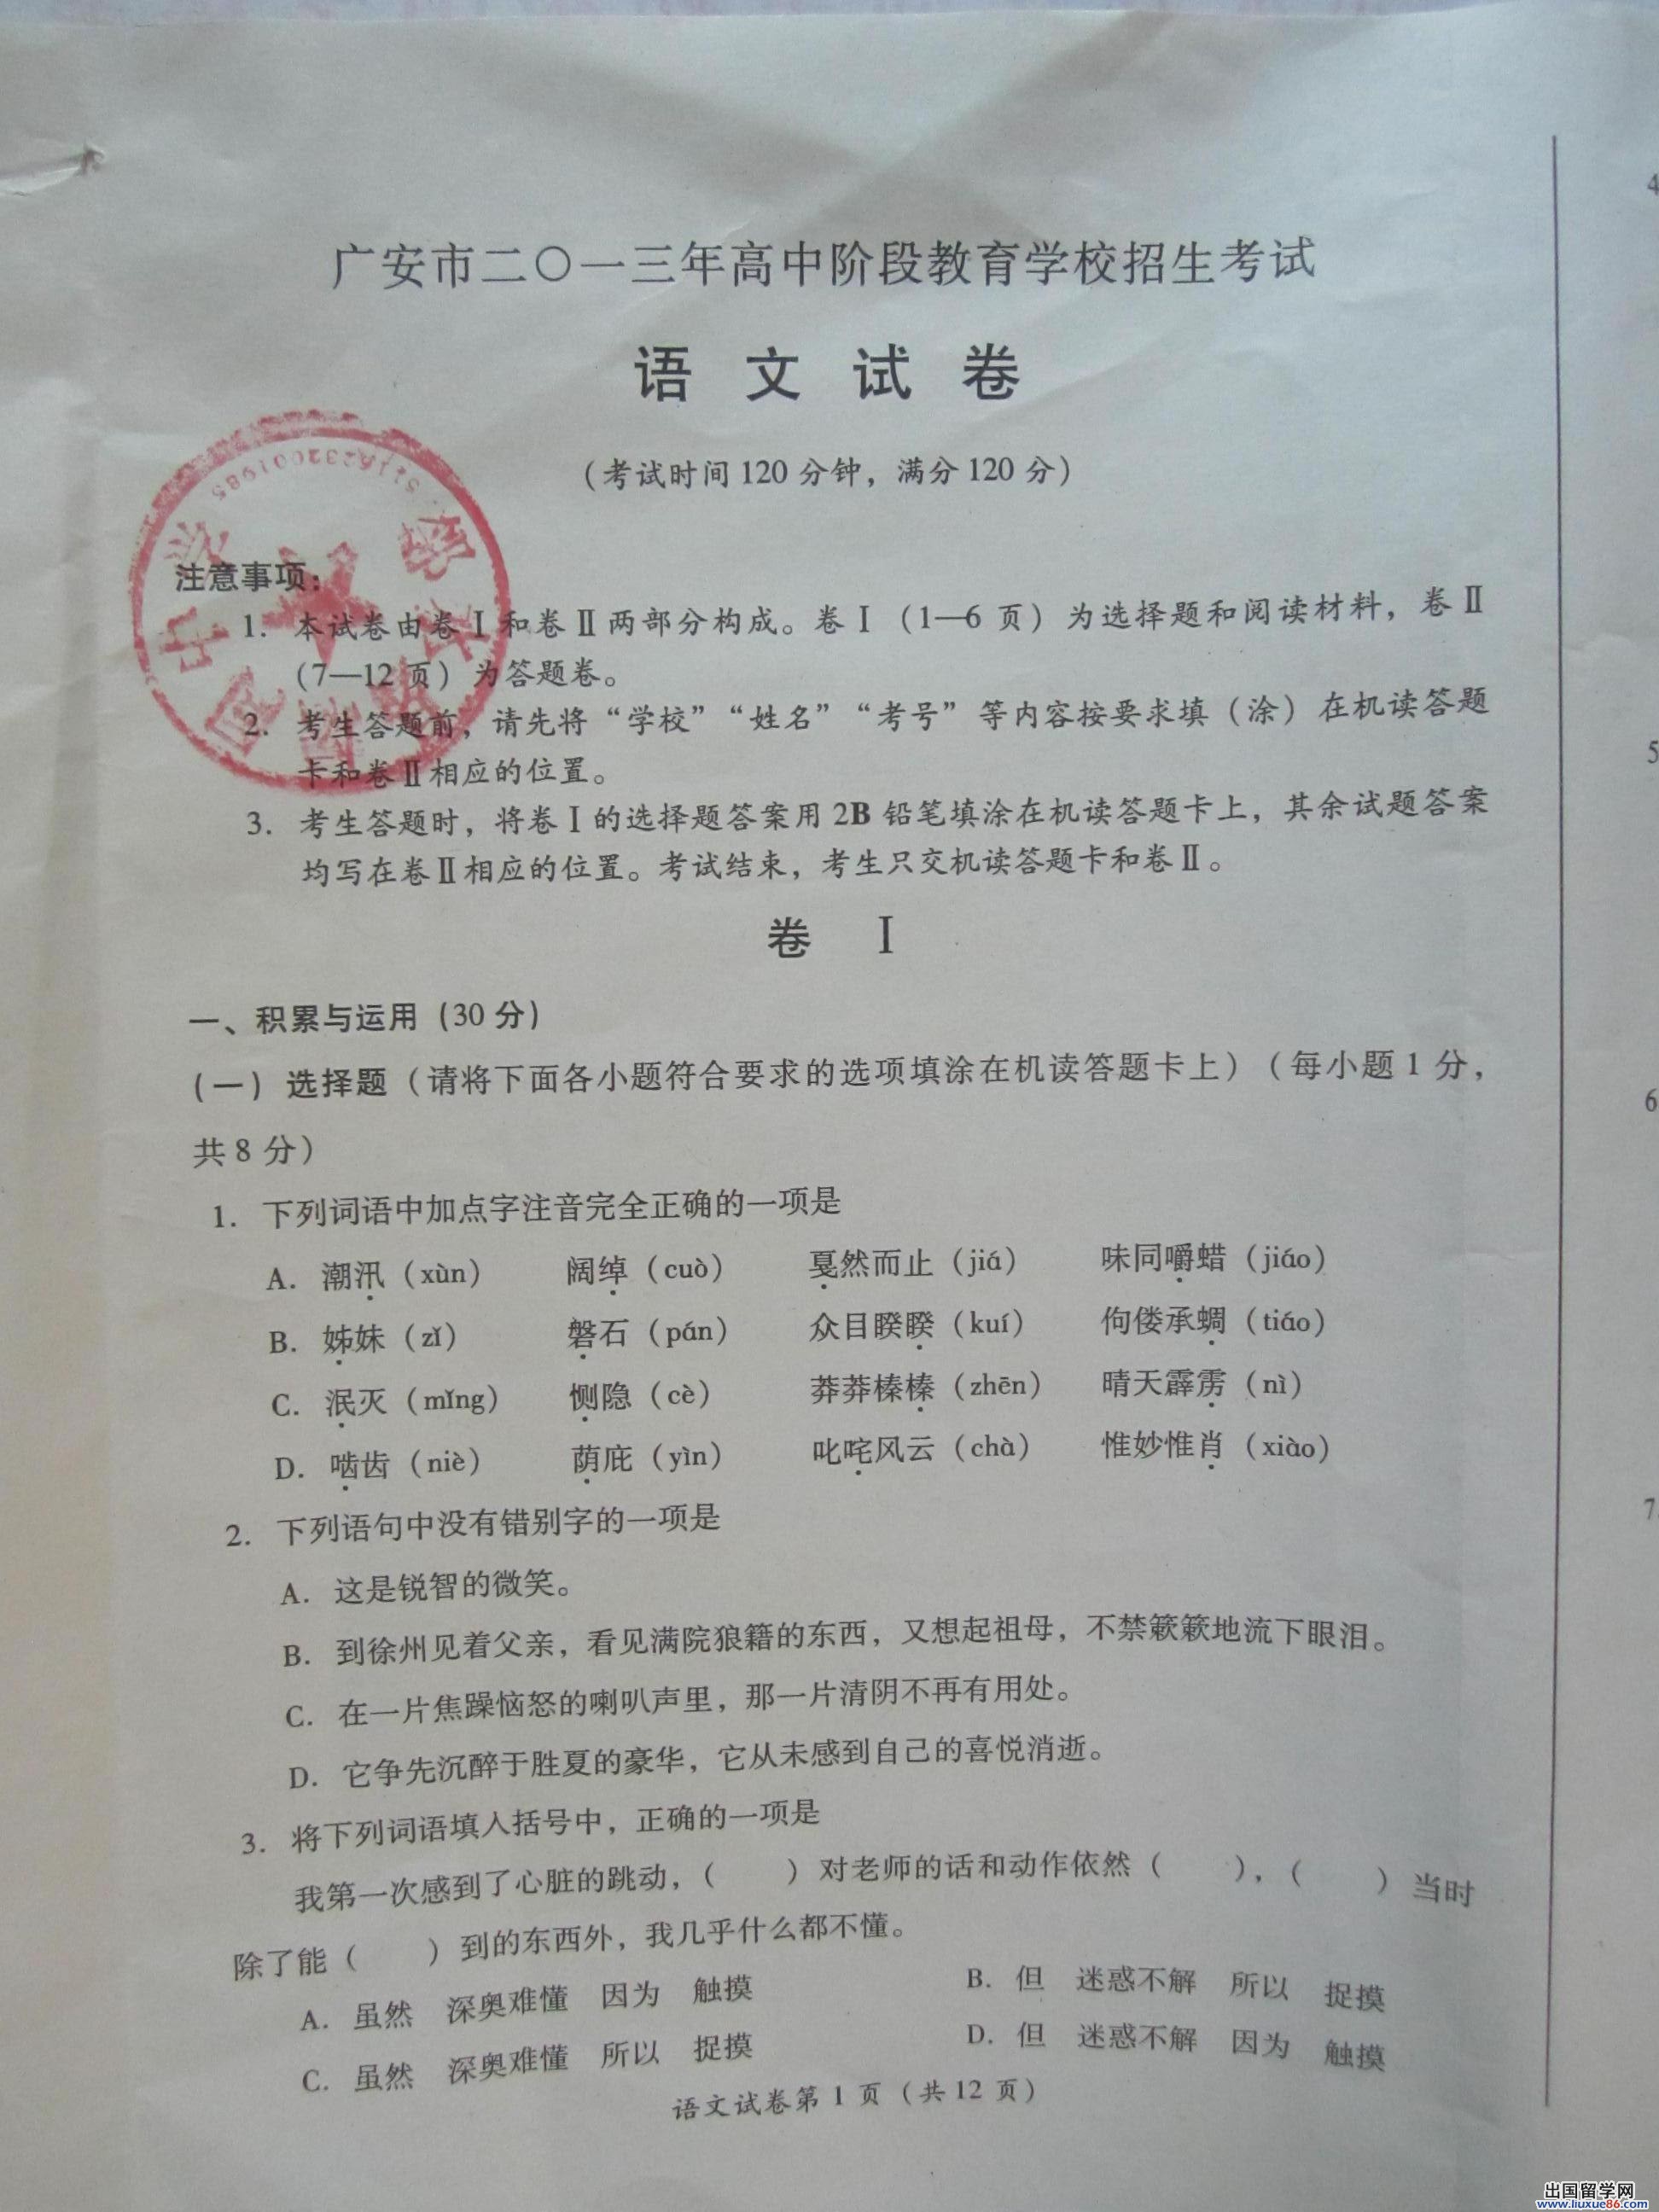 广安市二〇一三年高中阶段教育学校招生考试
语文试卷
（考试时间120分钟，满分120分）
注意事项：
1. 本试卷由卷Ⅰ和卷Ⅱ两部分构成。卷Ⅰ（1—6页）为选择题和阅读材料，卷Ⅱ
（7—12页）为答题卷。
2. 考生答题前，请先将“学校”“姓名”“考号”等内容按要求填（涂）在机读答题
卡和卷Ⅱ相应的位置。
3. 考生答题时，将卷Ⅰ的选择题答案用2B铅笔填涂在机读答题卡上，其余试题答案
均写在卷Ⅱ相应的位置。考试结束，考生只交机读答题卡和卷Ⅱ。
卷 Ⅰ
一、积累与运用（30分）
（一）选择题（请将下面各小题符合要求的选项填涂在机读答题卡上）（每小题1分，
共8分）
1. 下列词语中加点字注音完全正确的一项是
A. 潮汛（xùn） 阔绰（cuò） 戛然而止（jiá） 味同嚼蜡（jiáo）
B. 姊妹（zǐ） 磐石（pán） 众目睽睽（kuí） 佝偻承蜩（tiáo）
C. 泯灭（mǐng） 恻隐（cè） 莽莽榛榛（zhēn） 晴天霹雳（nì）
D. 啮齿（niè） 荫庇（yìn） 叱咤风云（chà） 惟妙惟肖（xiào）
2. 下列语句中没有错别字的一项是
A. 这是锐智的微笑。
B. 到徐州见着父亲，看见满院狼籍的东西，又想起祖母，不禁簌簌地流下眼泪。
C. 在一片焦躁恼怒的喇叭声里，那一片清阴不再有用处。
D. 它争先沉醉于胜夏的豪华，它从未感到自己的喜悦消逝。
3. 将下列词语填入括号中，正确的一项是
我第一次感到了心脏的跳动，（ ）对老师的话和动作依然（ ），（ ）当时
除了能（ ）到的东西外，我几乎什么都不懂。
A. 虽然 深奥难懂 因为 触摸 B. 但 迷惑不解 所以 捉摸
C. 虽然 深奥难懂 所以 捉摸 D. 但 迷惑不解 因为 触摸
语文试卷第1页（共12页）
4
5
6
7
出国留学网
www.liuxue86.com